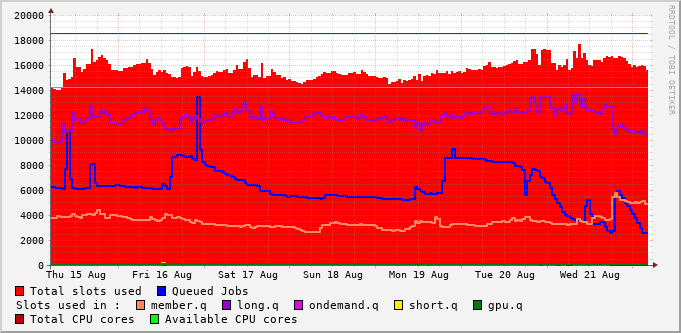 RRDTOOL / TOBI OETIKER
20000
18000
16000
14000
12000
10000
8000
6000
4000
2000
0
Thu 15 Aug Fri 16 Aug Sat 17 Aug Sun 18 Aug Mon 19 Aug Tue 20 Aug Wed 21 Aug
Total slots used Queued Jobs
Slots used in : member.q long.q ondemand.q short.q gpu.q
Total CPU cores Available CPU cores